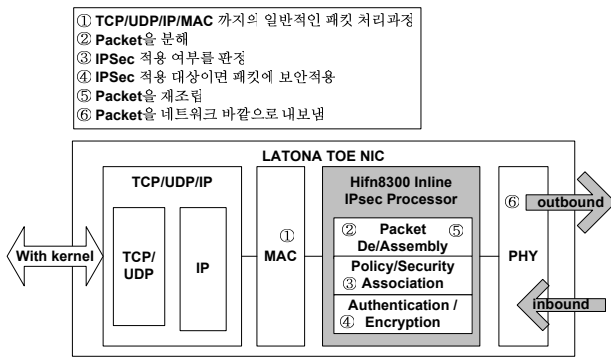 ① TCP/UDP/IP/MAC 까지의 일반적인 패킷 처리과정
② Packet을 분해
③ IPSec 적용 여부를 판정
④ IPSec 적용 대상이면 패킷에 보안적용
⑤ Packet을 재조립
⑥ Packet을 네트워크 바깥으로 내보냄
LATONA TOE NIC
TCP/UDP/IP
TCP/
UDP
IP
With kernel
①
MAC
Hifn8300 Inline
IPsec Processor
② Packet ⑤
De/Assembly
Policy/Security
③ Association
Authentication /
④ Encryption
PHY
⑥ outbound
inbound